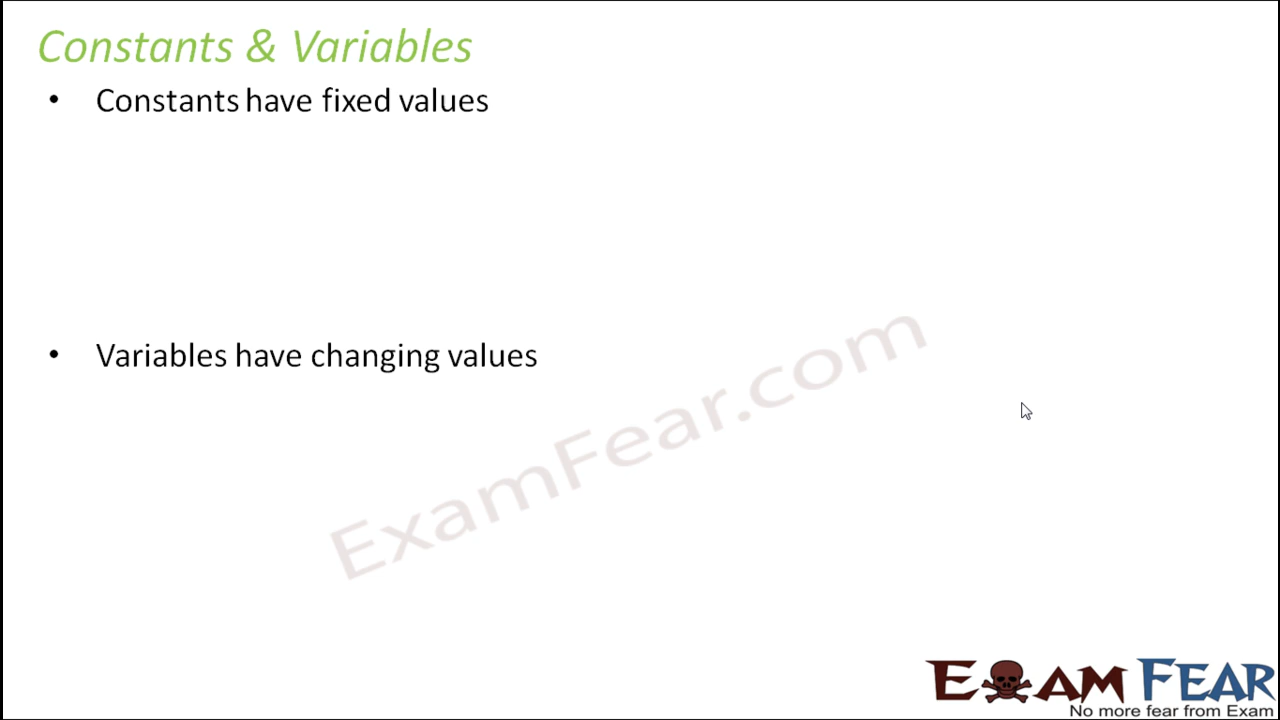 Constants & Variables
• Constants have fixed values
• Variables have changing values
ExamFear.com
EXAM FEAR
No more fear from Exam